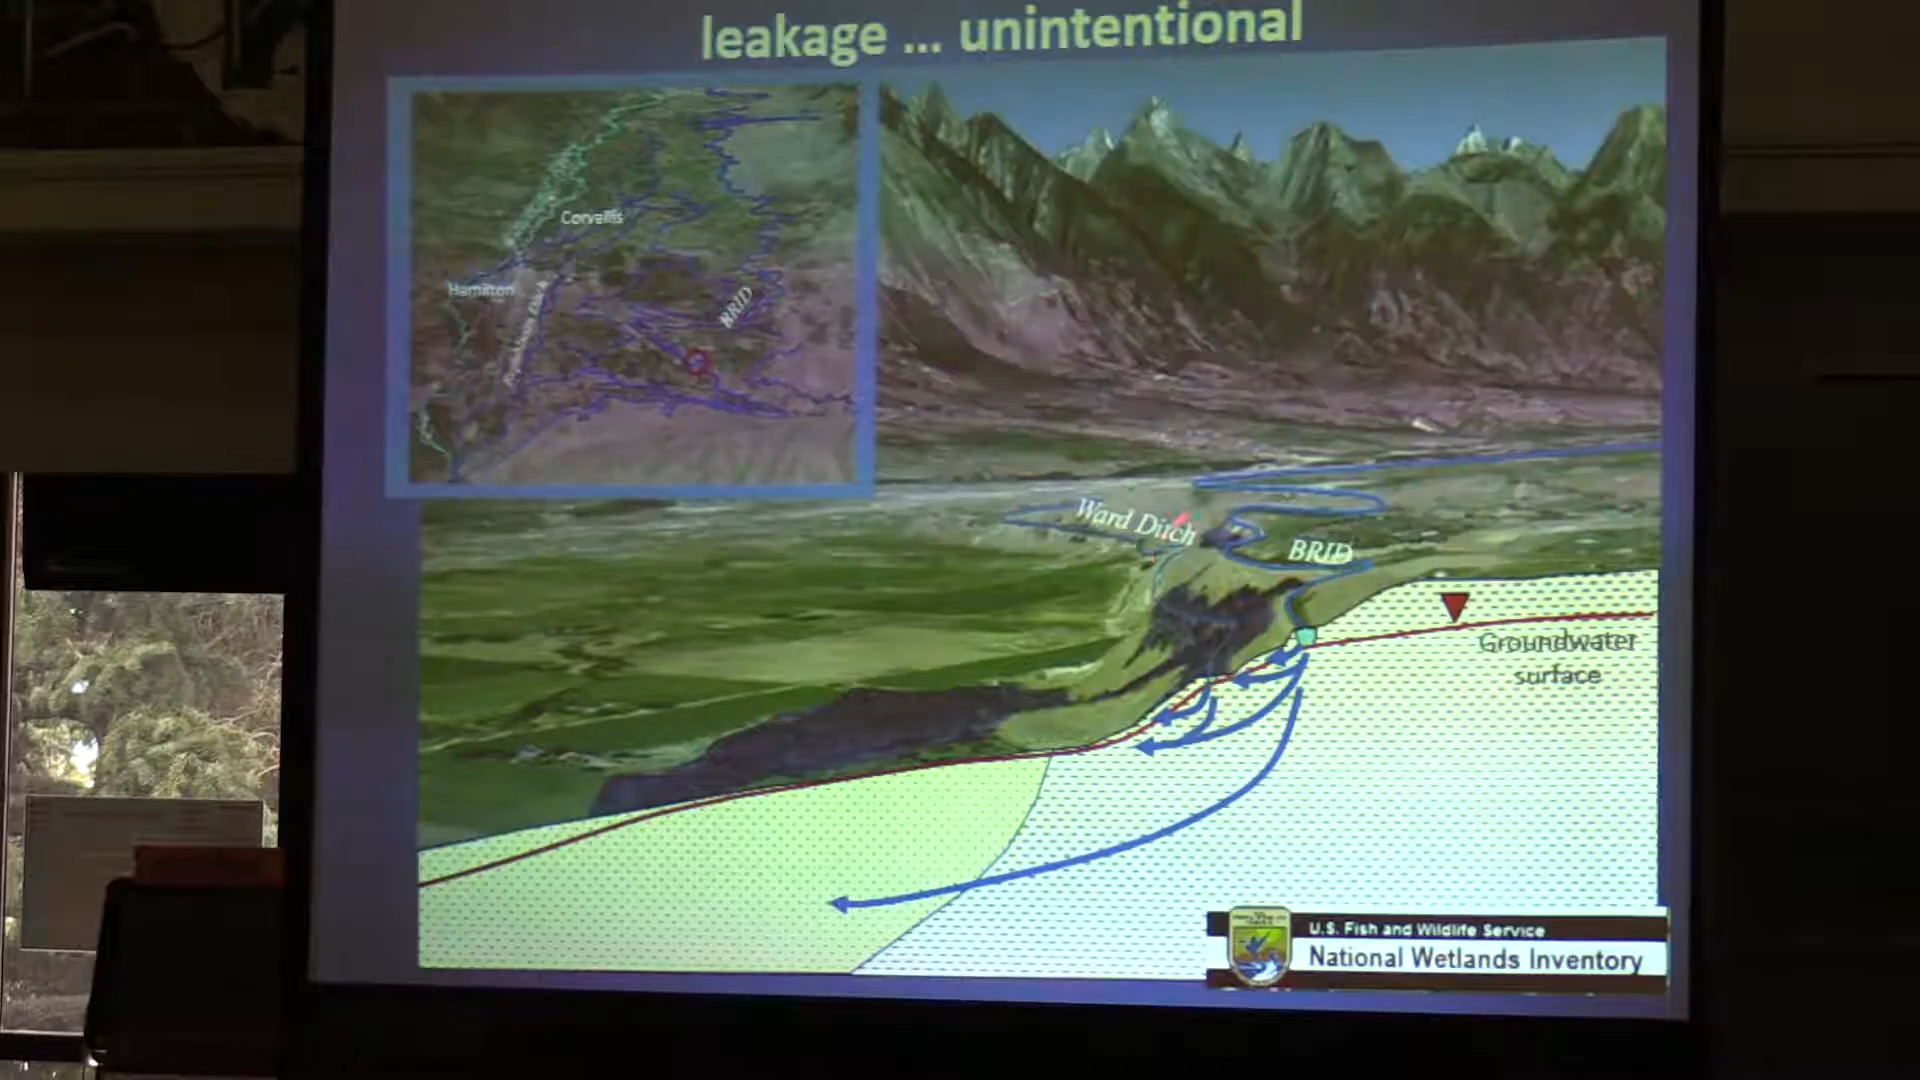 leakage ... unintentional
Corvallis
Hamilton
BRID
Ward Ditch
BRID
Groundwater
surface
U.S. Fish and Wildlife Service
National Wetlands Inventory